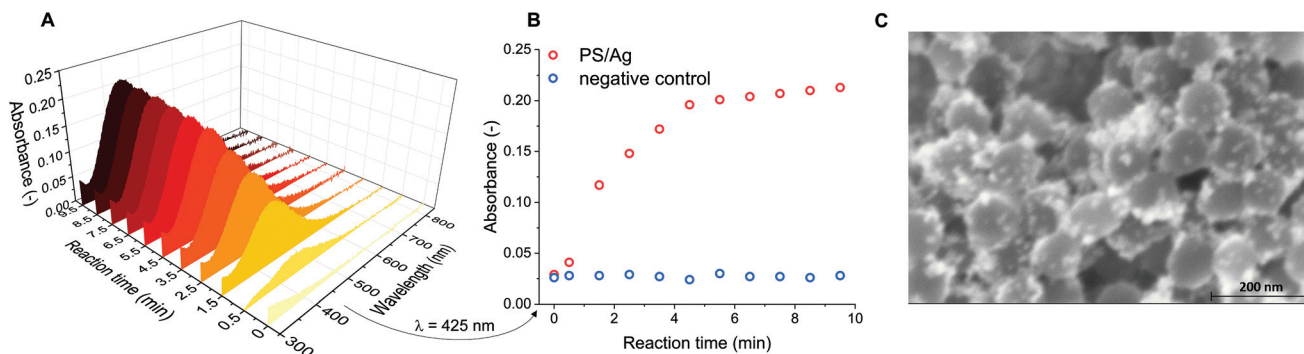 A
0.25
0.20
0.15
0.10
0.05
0.00
Absorbance (-)
9.5
8.5
7.5
6.5
5.5
4.5
3.5
2.5
1.5
0.5
0
Reaction time (min)
300
400
500
600
700
800
Wavelength (nm)
λ = 425 nm
B
0.25
0.20
0.15
0.10
0.05
0.00
Absorbance (-)
PS/Ag
negative control
0 2 4 6 8 10
Reaction time (min)
C
200 nm